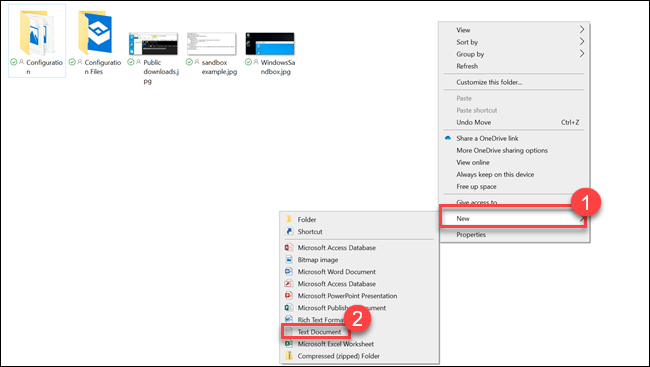 Configuration
n
Configuration
n Files
Public
downloads.j
pg
sandbox
example.jpg
WindowsSa
ndbox.jpg
View
Sort by
Group by
Refresh
Customize this folder...
Paste
Paste shortcut
Undo Move Ctrl+Z
Share a OneDrive link
More OneDrive sharing options
View online
Always keep on this device
Free up space
Give access to
1
New
Properties
Folder
Shortcut
Microsoft Access Database
Bitmap image
Microsoft Word Document
Microsoft Access Database
Microsoft PowerPoint Presentation
Microsoft Publisher Document
Rich Text Forma
2
Text Document
Microsoft Excel Worksheet
Compressed (zipped) Folder